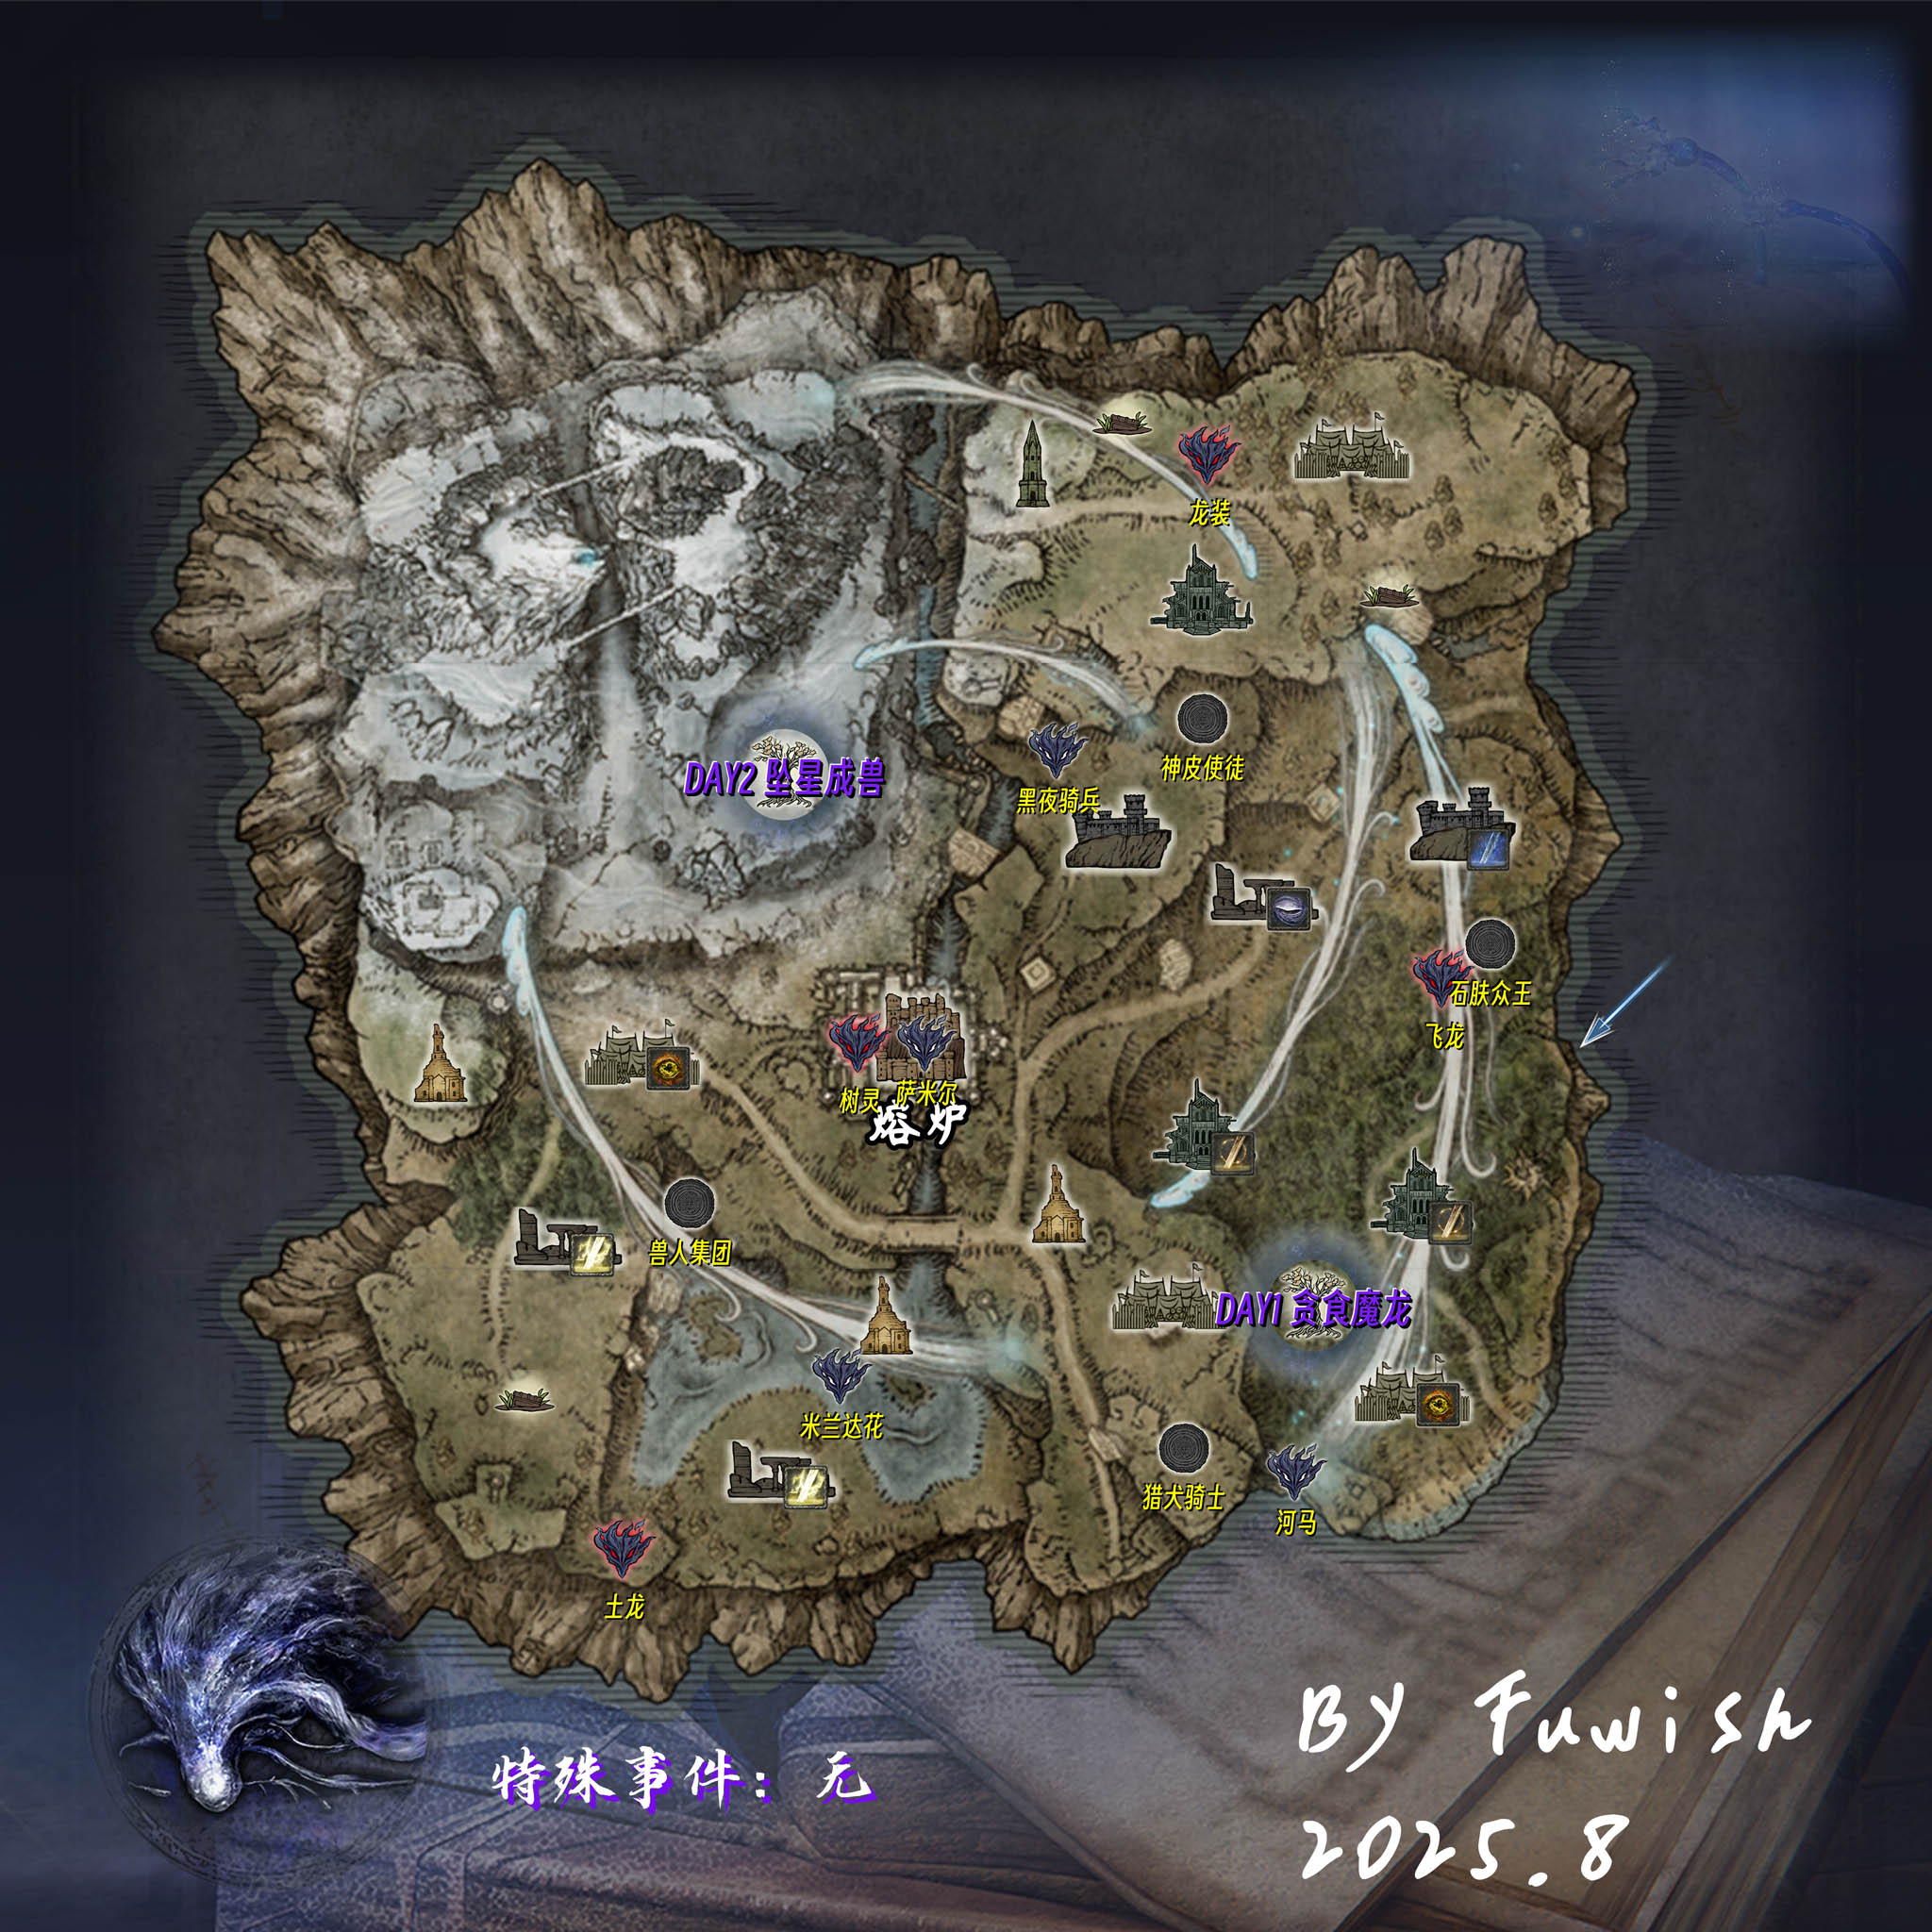 龙装
DAY2 坠星成兽
神皮使徒
黑夜骑兵
石肤众王
飞龙
树灵
萨米尔
熔炉
兽人集团
DAY1 贪食魔龙
米兰达花
猎犬骑士
河马
土龙
BY Fuwish
特殊事件：无
2025.8